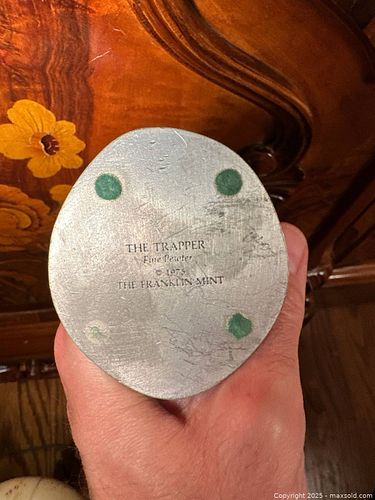 THE TRAPPER
Fine Pewter
© 1975
THE FRANKLIN MINT
Copyright 2025 - maxsold.com